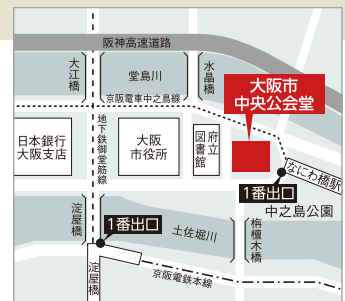 阪神高速道路
大江橋
堂島川
水晶橋
大阪市
中央公会堂
京阪電車中之島線
地下鉄御堂筋線
日本銀行
大阪支店
大阪
市役所
府立
図書館
なにわ橋駅
1番出口
中之島公園
淀屋橋
1番出口
土佐堀川
栴檀木橋
淀屋橋
京阪電鉄本線